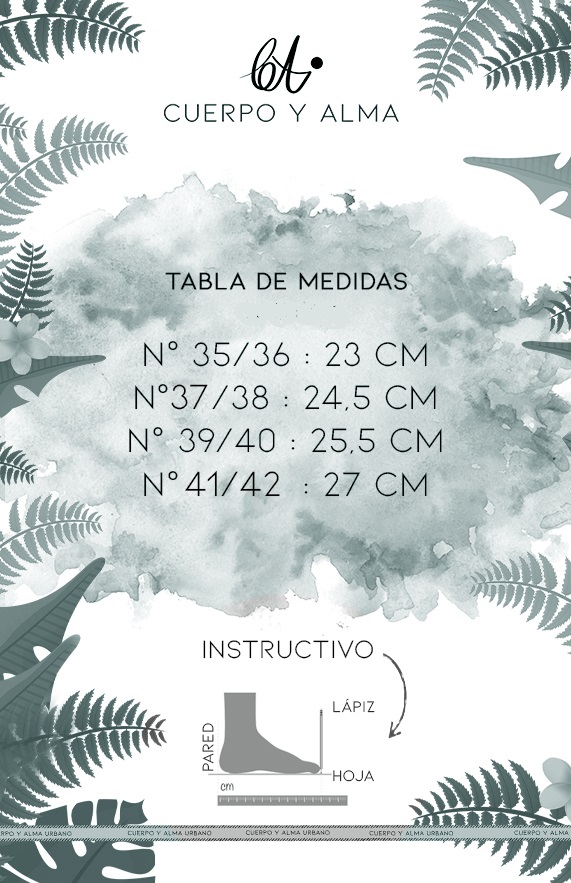 CUERPO Y ALMA
TABLA DE MEDIDAS
N° 35/36 : 23 CM
N°37/38 : 24,5 CM
N° 39/40 : 25,5 CM
N°41/42 : 27 CM
INSTRUCTIVO
LÁPIZ
PARED
HOJA
cm
RPO Y ALMA URBANO CUERPO Y ALMA URBANO CUERPO Y ALMA URBANO CUERPO Y ALMA URBANO CUERPO Y ALMA